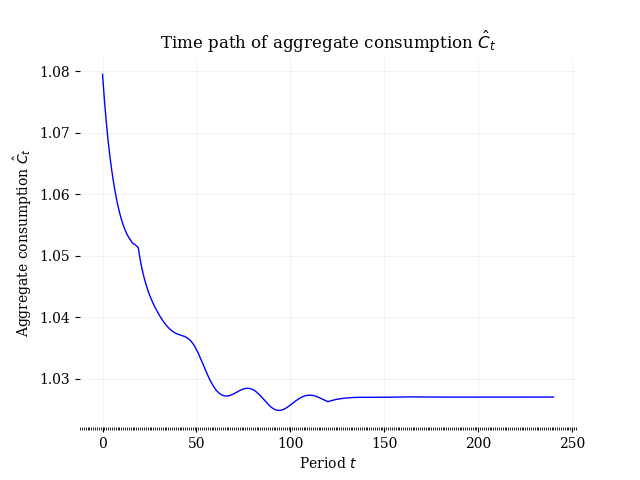 Time path of aggregate consumption Ĉₜ
Aggregate consumption Ĉₜ
1.08
1.07
1.06
1.05
1.04
1.03
0 50 100 150 200 250
Period t